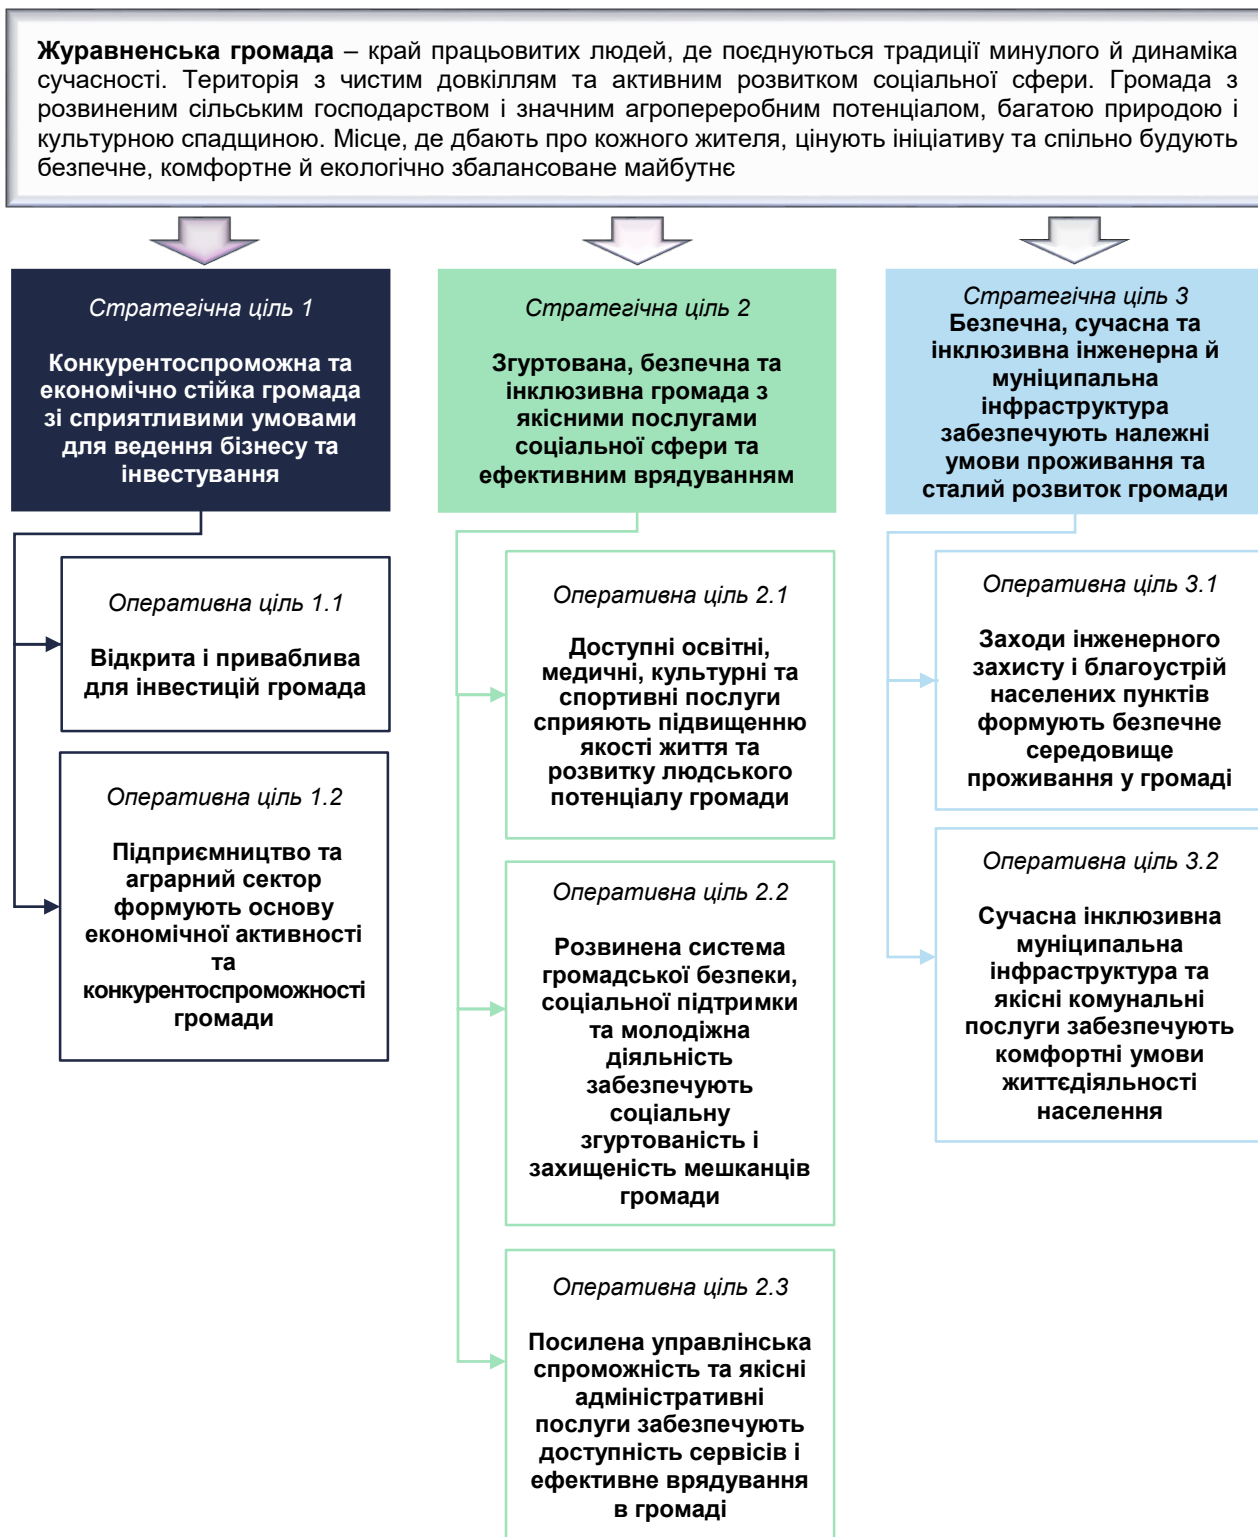 Журавненська громада – край працьовитих людей, де поєднуються традиції минулого й динаміка
сучасності. Територія з чистим довкіллям та активним розвитком соціальної сфери. Громада з
розвиненим сільським господарством і значним агропереробним потенціалом, багатою природою і
культурною спадщиною. Місце, де дбають про кожного жителя, цінують ініціативу та спільно будують
безпечне, комфортне й екологічно збалансоване майбутнє
Стратегічна ціль 1
Конкурентоспроможна та
економічно стійка громада
зі сприятливими умовами
для ведення бізнесу та
інвестування
Оперативна ціль 1.1
Відкрита і приваблива
для інвестицій громада
Оперативна ціль 1.2
Підприємництво та
аграрний сектор
формують основу
економічної активності
та
конкурентоспроможності
громади
Стратегічна ціль 2
Згуртована, безпечна та
інклюзивна громада з
якісними послугами
соціальної сфери та
ефективним врядуванням
Оперативна ціль 2.1
Доступні освітні,
медичні, культурні та
спортивні послуги
сприяють підвищенню
якості життя та
розвитку людського
потенціалу громади
Оперативна ціль 2.2
Розвинена система
громадської безпеки,
соціальної підтримки
та молодіжна
діяльність
забезпечують
соціальну
згуртованість і
захищеність мешканців
громади
Оперативна ціль 2.3
Посилена управлінська
спроможність та якісні
адміністративні
послуги забезпечують
доступність сервісів і
ефективне врядування
в громаді
Стратегічна ціль 3
Безпечна, сучасна та
інклюзивна інженерна й
муніципальна
інфраструктура
забезпечують належні
умови проживання та
сталий розвиток громади
Оперативна ціль 3.1
Заходи інженерного
захисту і благоустрій
населених пунктів
формують безпечне
середовище
проживання у громаді
Оперативна ціль 3.2
Сучасна інклюзивна
муніципальна
інфраструктура та
якісні комунальні
послуги забезпечують
комфортні умови
життєдіяльності
населення